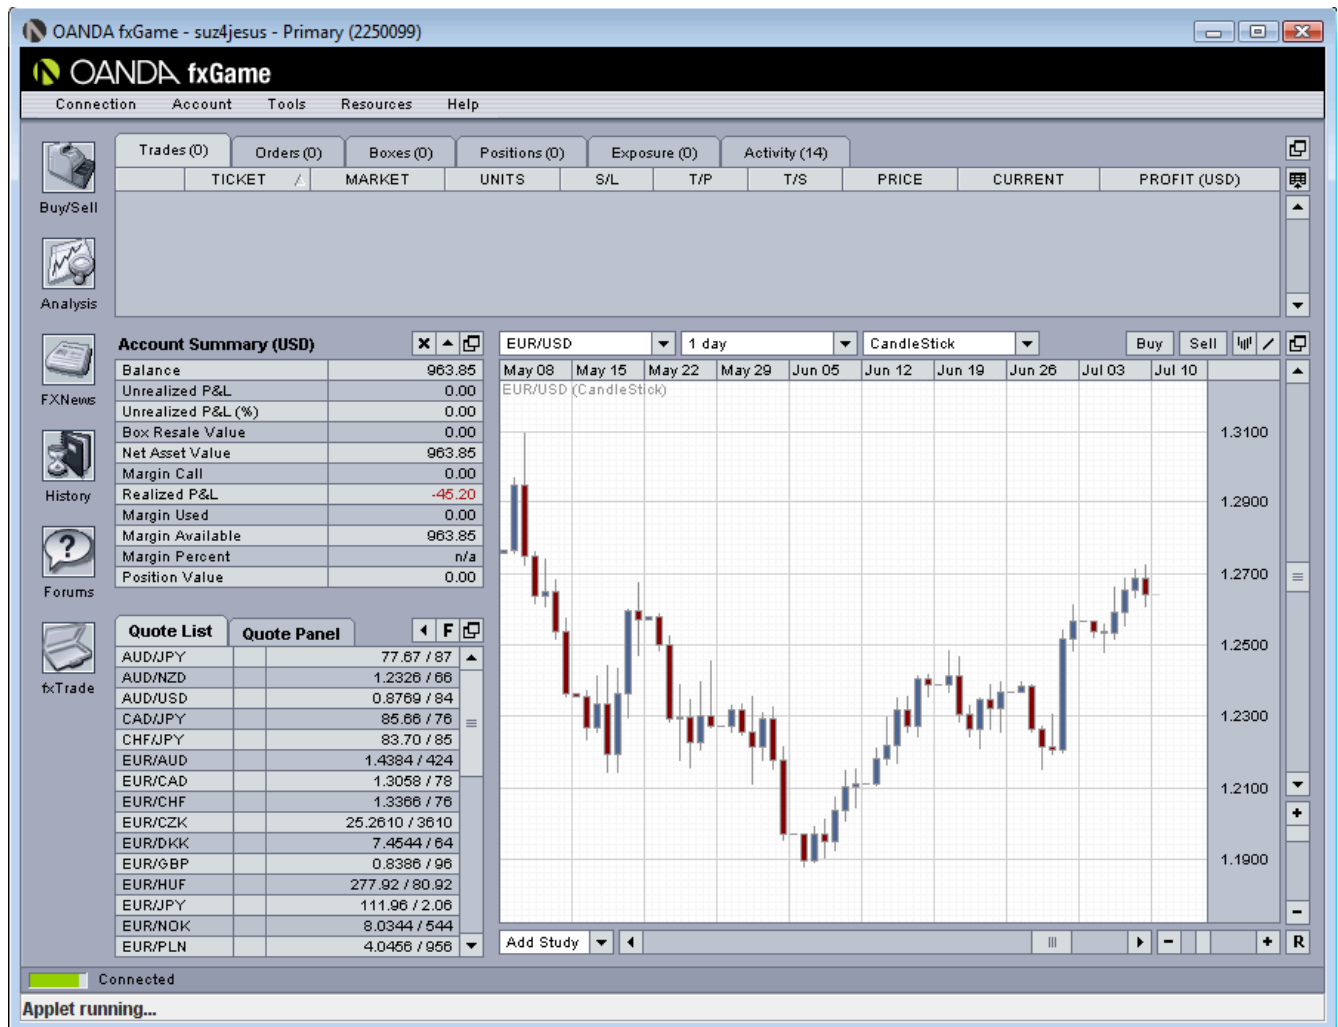 OANDA fxGame - suz4jesus - Primary (2250099)
OANDA fxGame
Connection Account Tools Resources Help
Buy/Sell
Analysis
FXNews
History
Forums
fxTrade
Trades (0) Orders (0) Boxes (0) Positions (0) Exposure (0) Activity (14)
TICKET MARKET UNITS S/L T/P T/S PRICE CURRENT PROFIT (USD)
Account Summary (USD)
Balance 963.85
Unrealized P&L 0.00
Unrealized P&L (%) 0.00
Box Resale Value 0.00
Net Asset Value 963.85
Margin Call 0.00
Realized P&L -45.20
Margin Used 0.00
Margin Available 963.85
Margin Percent n/a
Position Value 0.00
Quote List Quote Panel F
AUD/JPY 77.67 / 87
AUD/NZD 1.2326 / 66
AUD/USD 0.8769 / 84
CAD/JPY 85.66 / 76
CHF/JPY 83.70 / 85
EUR/AUD 1.4384 / 424
EUR/CAD 1.3058 / 78
EUR/CHF 1.3366 / 76
EUR/CZK 25.2610 / 3610
EUR/DKK 7.4544 / 64
EUR/GBP 0.8386 / 96
EUR/HUF 277.92 / 80.92
EUR/JPY 111.96 / 2.06
EUR/NOK 8.0344 / 544
EUR/PLN 4.0456 / 956
EUR/USD 1 day CandleStick Buy Sell
May 08 May 15 May 22 May 29 Jun 05 Jun 12 Jun 19 Jun 26 Jul 03 Jul 10
EUR/USD (CandleStick)
1.3100
1.2900
1.2700
1.2500
1.2300
1.2100
1.1900
Add Study R
Connected
Applet running...